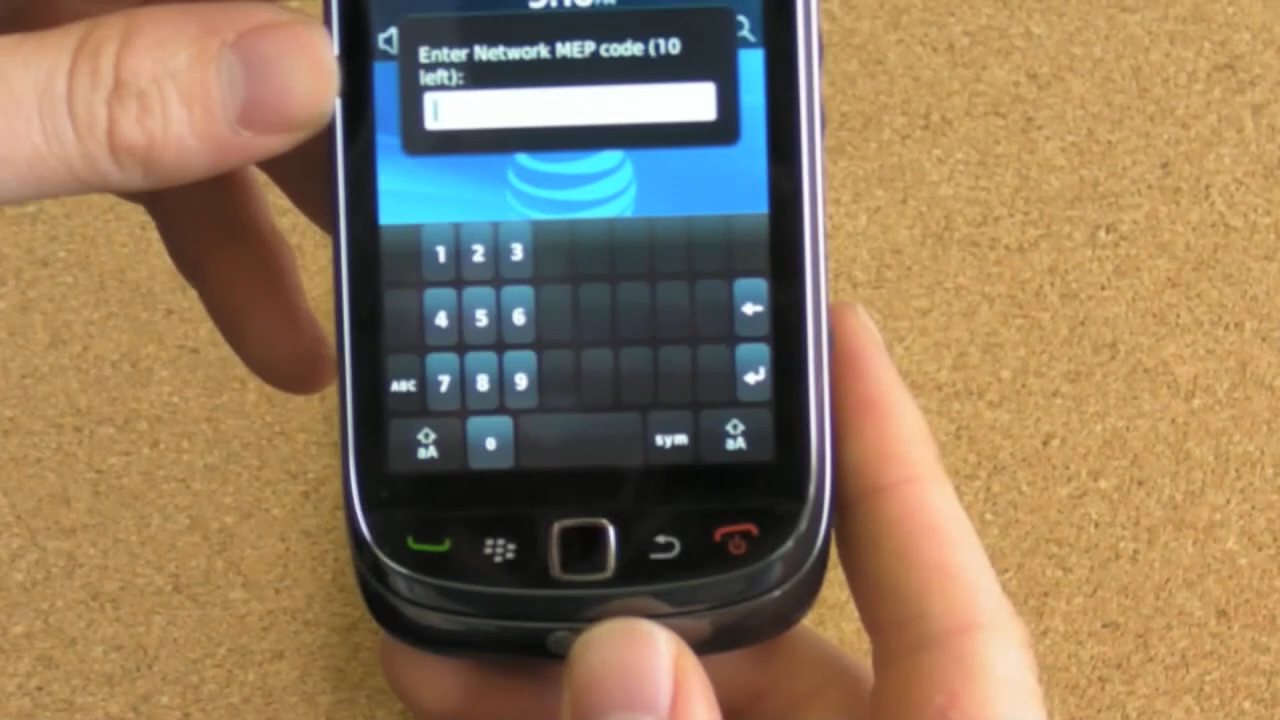 Enter Network MEP code (10
left):
1 2 3
4 5 6
ABC 7 8 9
aA 0 sym aA